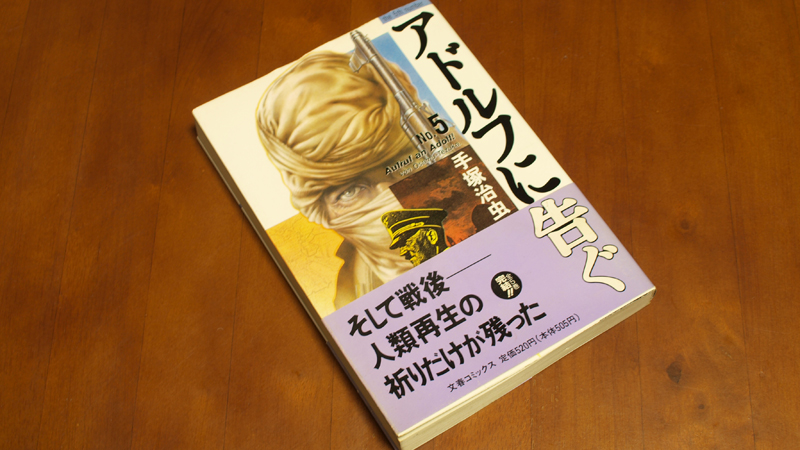 アドルフに告ぐ
No.5
Aufruf an Adolf!
手塚治虫
そして戦後——
人類再生の
祈りだけが残った
完結!!
文春コミックス 定価520円(本体505円)